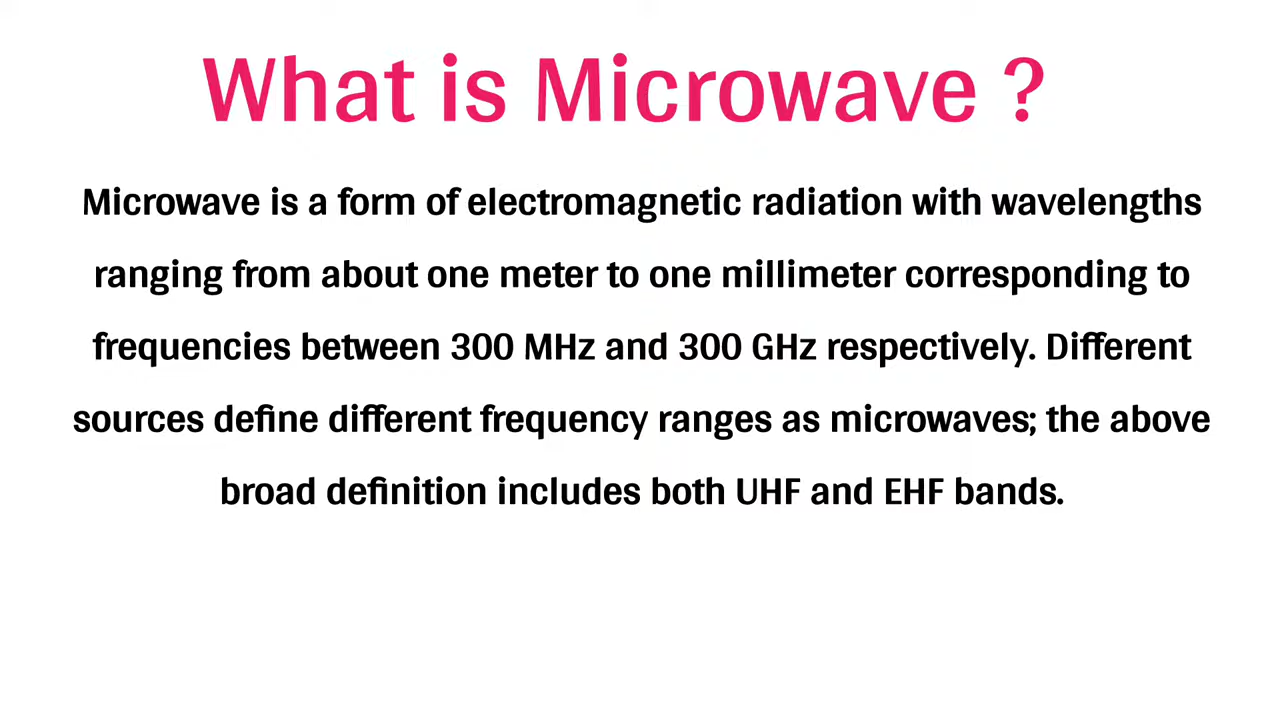 What is Microwave ?
Microwave is a form of electromagnetic radiation with wavelengths
ranging from about one meter to one millimeter corresponding to
frequencies between 300 MHz and 300 GHz respectively. Different
sources define different frequency ranges as microwaves; the above
broad definition includes both UHF and EHF bands.